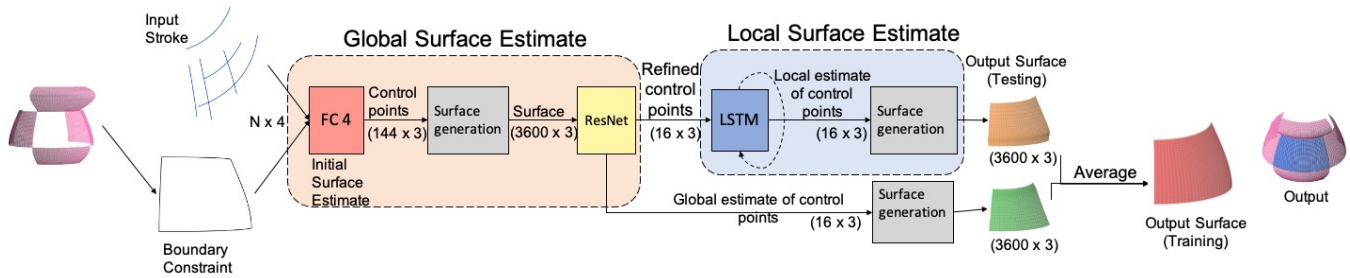 Input
Stroke
Global Surface Estimate
Local Surface Estimate
N x 4
FC 4
Initial
Surface
Estimate
Control
points
(144 x 3)
Surface
generation
Surface
(3600 x 3)
ResNet
Refined
control
points
(16 x 3)
LSTM
Local estimate
of control
points
(16 x 3)
Surface
generation
Output Surface
(Testing)
(3600 x 3)
Global estimate of control
points
(16 x 3)
Surface
generation
(3600 x 3)
Average
Output Surface
(Training)
Output
Boundary
Constraint